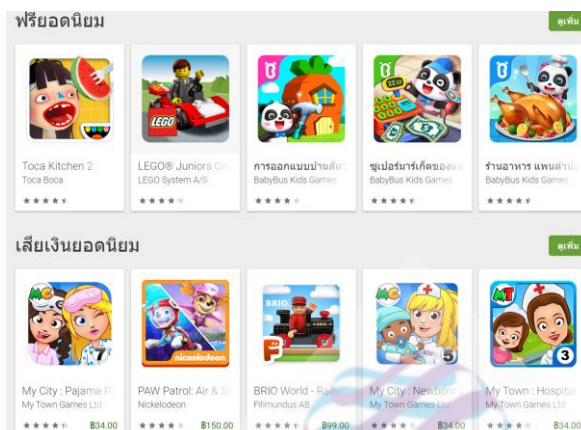 ฟรียอดนิยม
ดูเพิ่ม
LEGO
Toca Kitchen 2
Toca Boca
LEGO® Juniors Cre
LEGO System A/S
การออกแบบบ้านสัตว
BabyBus Kids Games
ซูเปอร์มาร์เก็ตของแพ
BabyBus Kids Games
ร้านอาหาร แพนด้าน้อ
BabyBus Kids Games
เสียเงินยอดนิยม
ดูเพิ่ม
MC
7
nickelodeon
BRIO.
MC
5
MT
3
My City : Pajama Pa
My Town Games Ltd
฿34.00
PAW Patrol: Air & S
Nickelodeon
฿150.00
BRIO World - Railw
Filimundus AB
฿99.00
My City : Newborn
My Town Games Ltd
฿34.00
My Town : Hospital
My Town Games Ltd
฿34.00